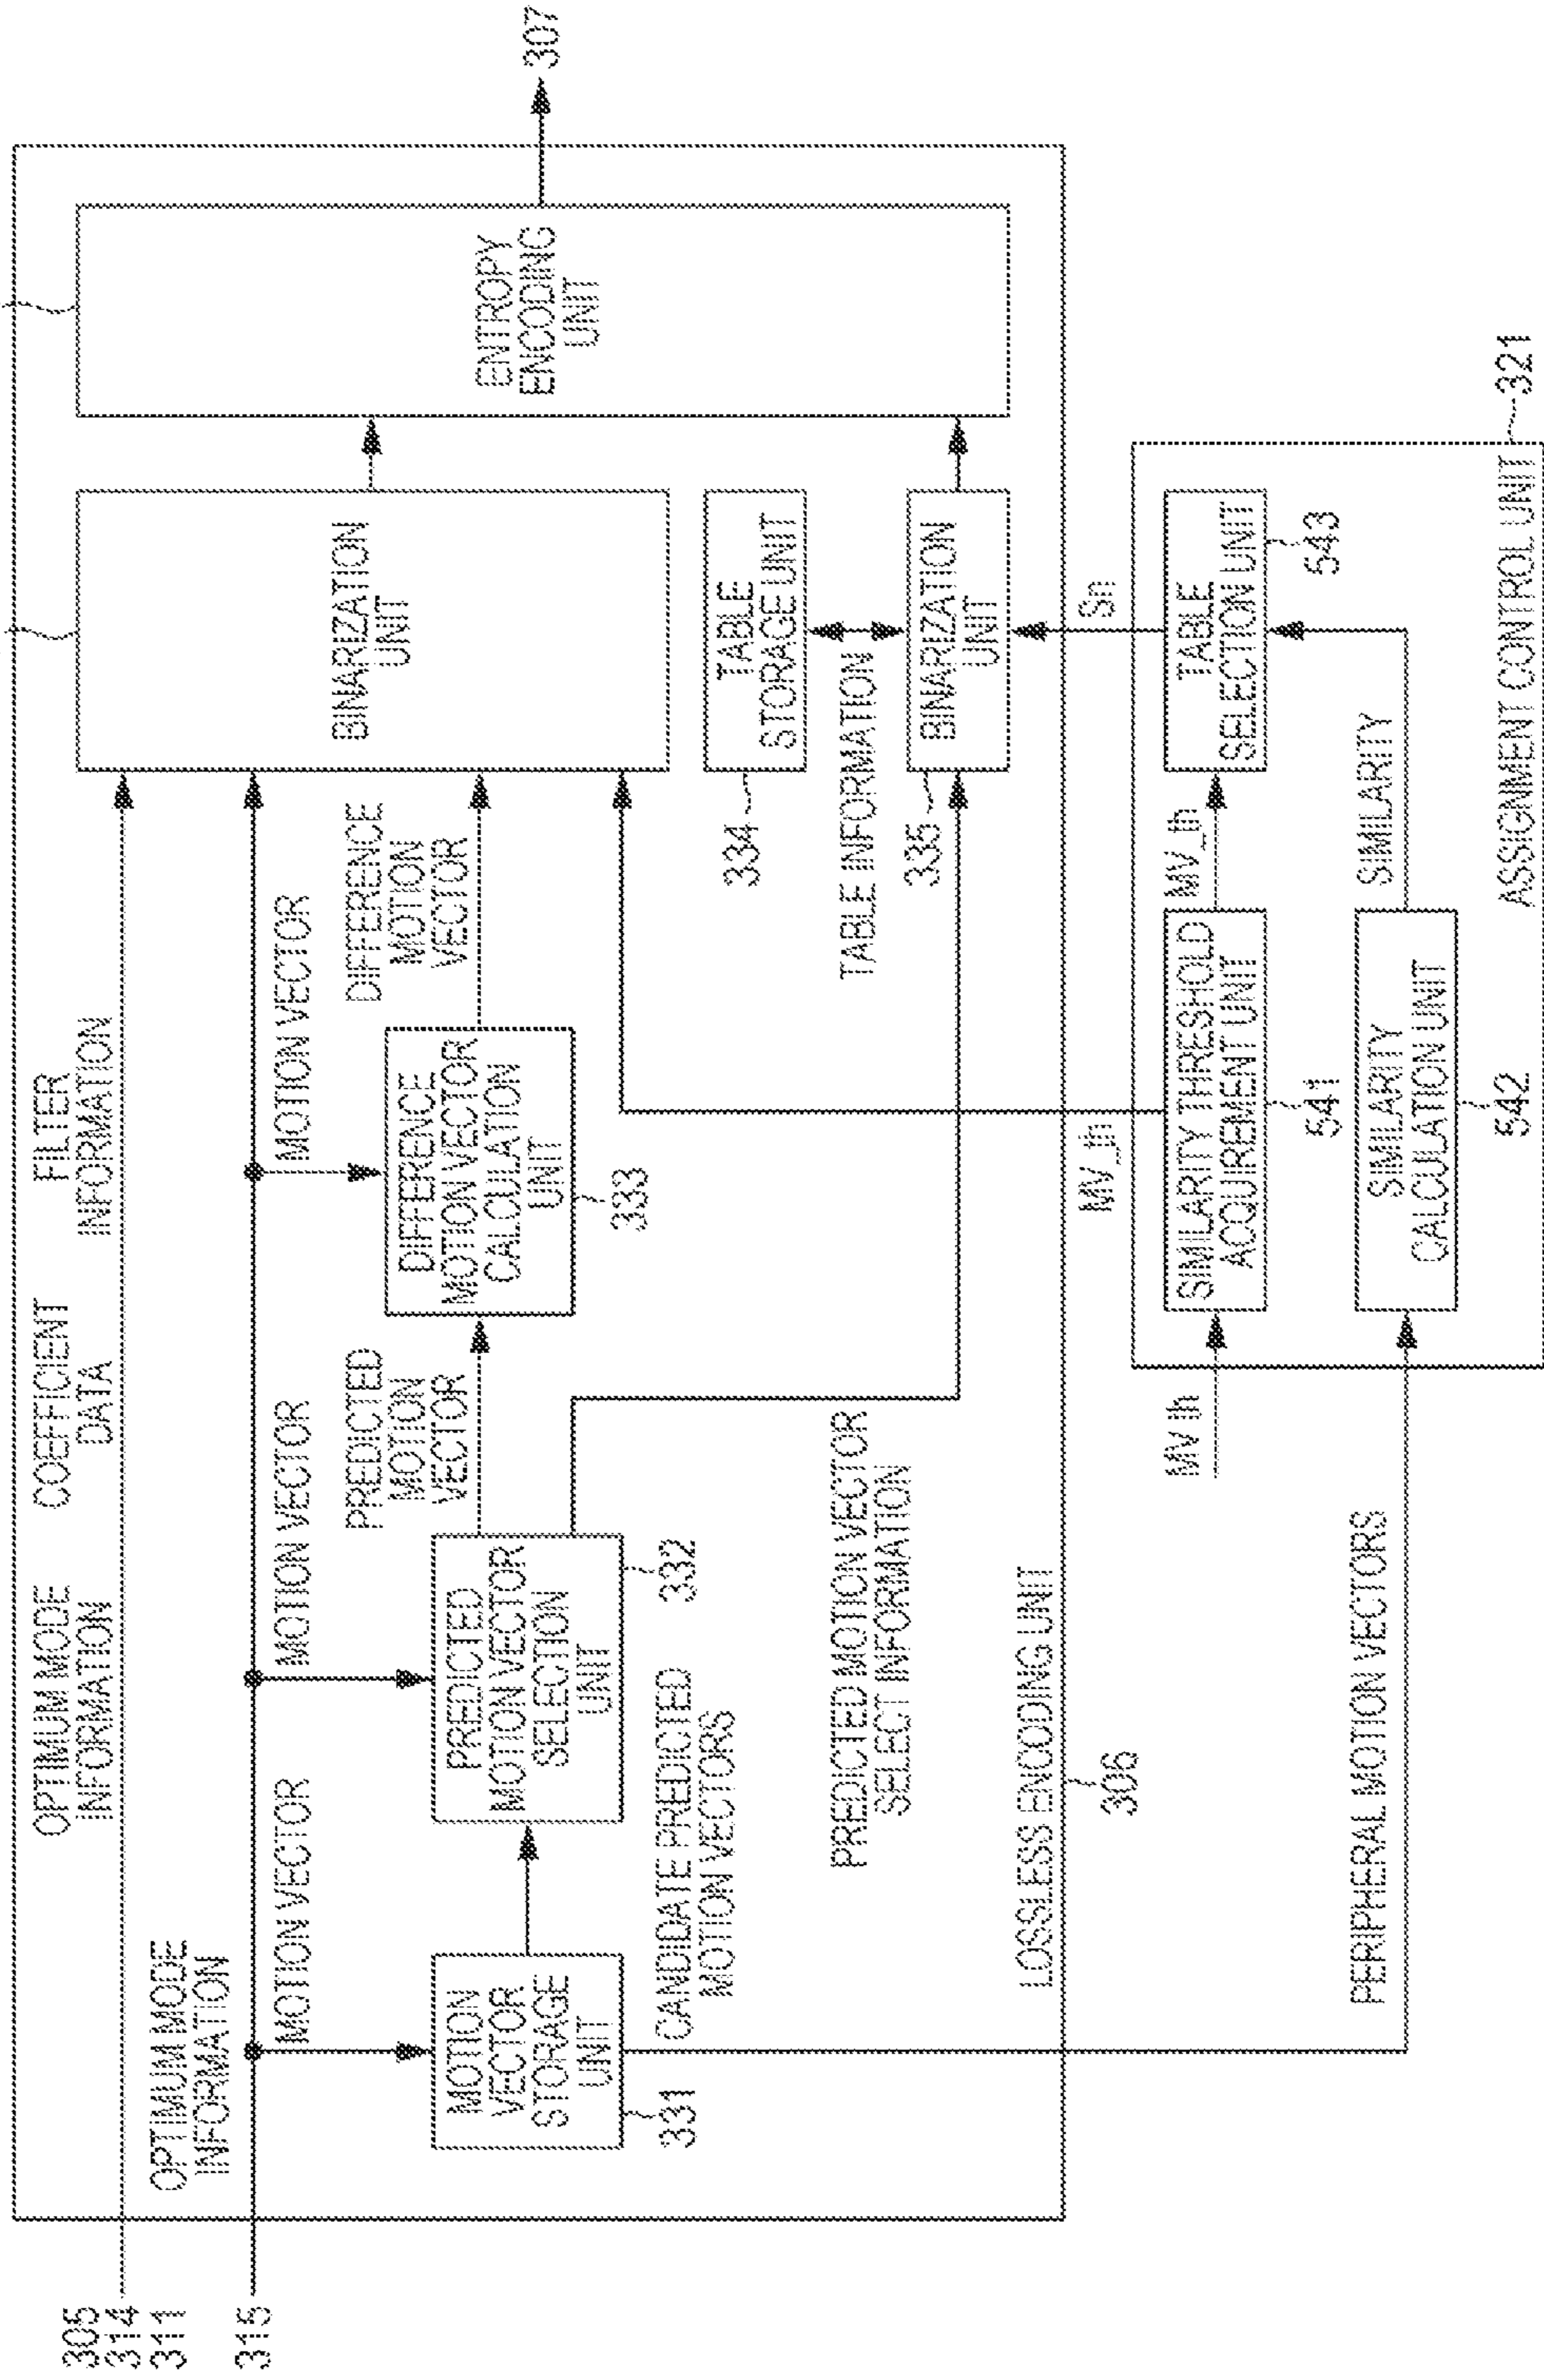 305
314
311
315
OPTIMUM MODE
INFORMATION
COEFFICIENT
DATA
FILTER
INFORMATION
OPTIMUM MODE
INFORMATION
MOTION VECTOR
MOTION VECTOR
MOTION VECTOR
MOTION
VECTOR
STORAGE
UNIT
331
CANDIDATE PREDICTED
MOTION VECTORS
PREDICTED
MOTION VECTOR
SELECTION
UNIT
332
PREDICTED
MOTION
VECTOR
PREDICTED MOTION VECTOR
SELECT INFORMATION
DIFFERENCE
MOTION VECTOR
CALCULATION
UNIT
333
DIFFERENCE
MOTION
VECTOR
BINARIZATION
UNIT
TABLE
STORAGE UNIT
334
TABLE INFORMATION
BINARIZATION
UNIT
335
ENTROPY
ENCODING
UNIT
307
LOSSLESS ENCODING UNIT
306
PERIPHERAL MOTION VECTORS
MV th
MV_th
SIMILARITY THRESHOLD
ACQUIREMENT UNIT
541
MV_th
SIMILARITY
CALCULATION UNIT
542
SIMILARITY
Sn
TABLE
SELECTION UNIT
543
ASSIGNMENT CONTROL UNIT
321